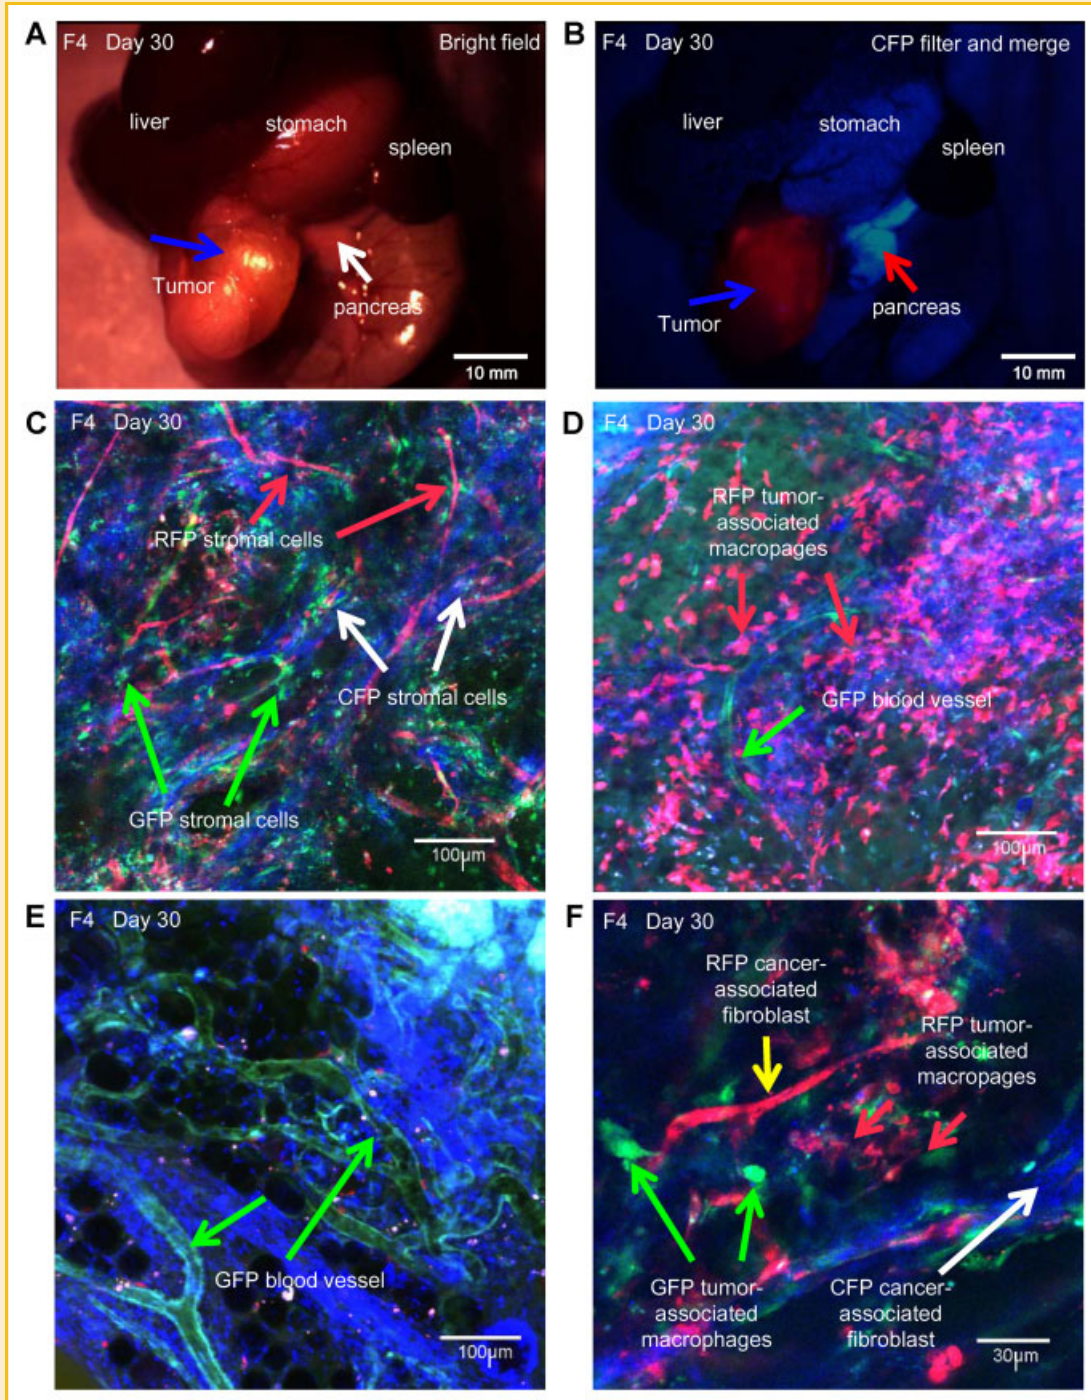 A
F4 Day 30
Bright field
liver
stomach
spleen
Tumor
pancreas
10 mm
B
F4 Day 30
CFP filter and merge
liver
stomach
spleen
Tumor
pancreas
10 mm
C
F4 Day 30
RFP stromal cells
CFP stromal cells
GFP stromal cells
100µm
D
F4 Day 30
RFP tumor-
associated
macropages
GFP blood vessel
100µm
E
F4 Day 30
GFP blood vessel
100µm
F
F4 Day 30
RFP cancer-
associated
fibroblast
RFP tumor-
associated
macropages
GFP tumor-
associated
macrophages
CFP cancer-
associated
fibroblast
30µm